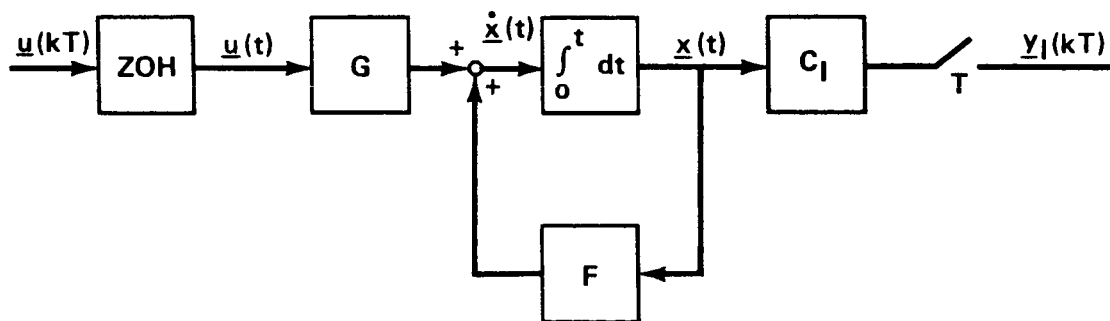 u(kT) ZOH u(t) G + + ẋ(t) ∫ t o dt x(t) C_I T y_I(kT)
F